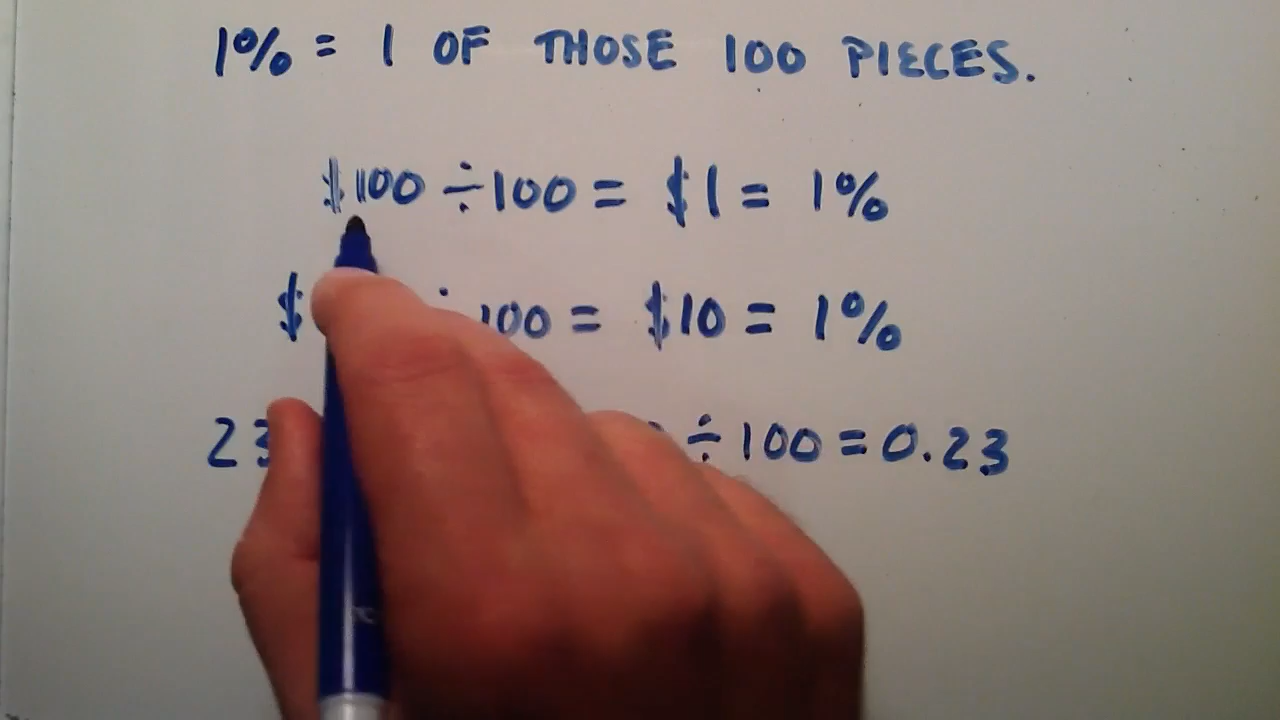 1% = 1 OF THOSE 100 PIECES.
$100 ÷ 100 = $1 = 1%
$ ÷ 100 = $10 = 1%
23 ÷ 100 = 0.23